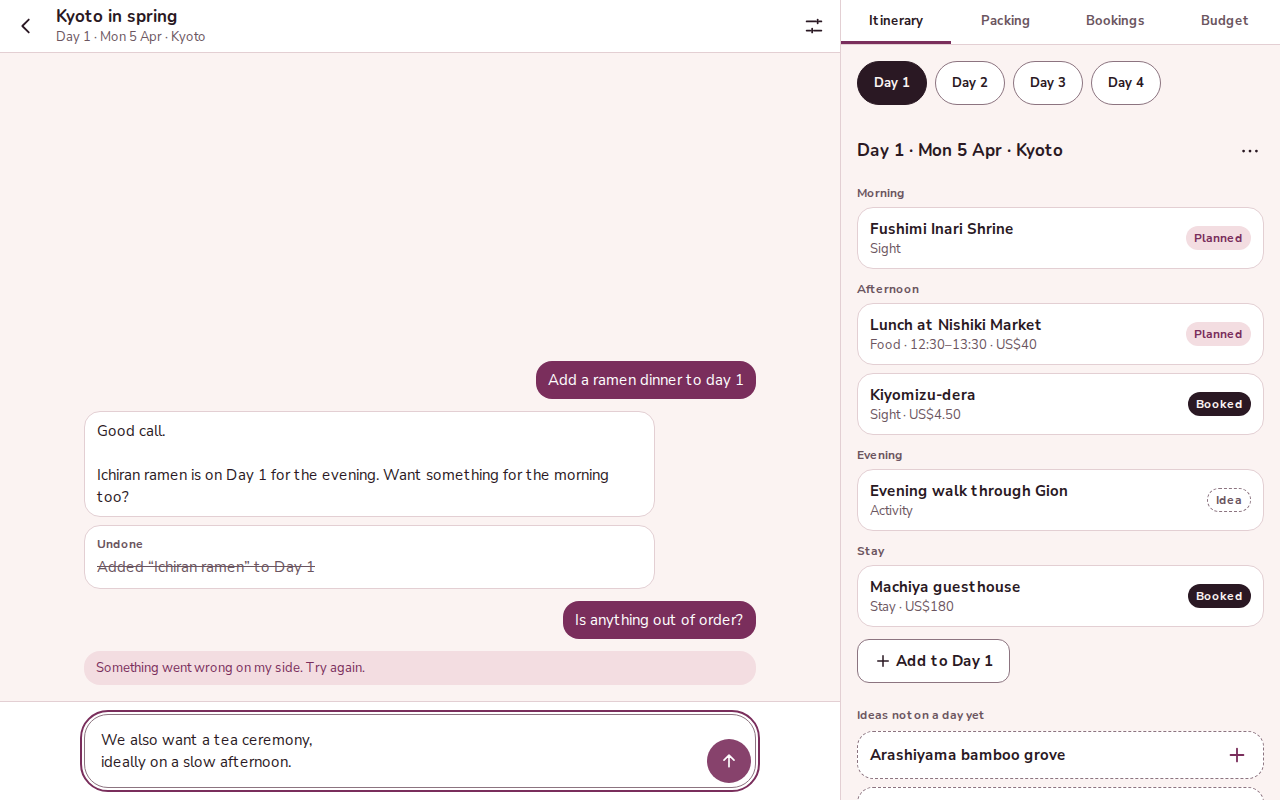 Kyoto in spring
Day 1 · Mon 5 Apr · Kyoto
Add a ramen dinner to day 1
Good call.
Ichiran ramen is on Day 1 for the evening. Want something for the morning
too?
Undone
Added “Ichiran ramen” to Day 1
Is anything out of order?
Something went wrong on my side. Try again.
We also want a tea ceremony,
ideally on a slow afternoon.
Itinerary Packing Bookings Budget
Day 1 Day 2 Day 3 Day 4
Day 1 · Mon 5 Apr · Kyoto
Morning
Fushimi Inari Shrine
Sight
Planned
Afternoon
Lunch at Nishiki Market
Food · 12:30–13:30 · US$40
Planned
Kiyomizu-dera
Sight · US$4.50
Booked
Evening
Evening walk through Gion
Activity
Idea
Stay
Machiya guesthouse
Stay · US$180
Booked
Add to Day 1
Ideas not on a day yet
Arashiyama bamboo grove